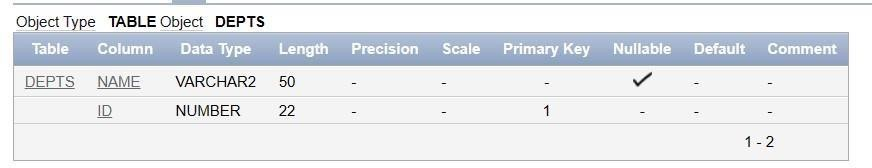 Object Type TABLE Object DEPTS
Table Column Data Type Length Precision Scale Primary Key Nullable Default Comment
DEPTS NAME VARCHAR2 50 - - - ✓ - -
ID NUMBER 22 - - 1 - - -
1 - 2